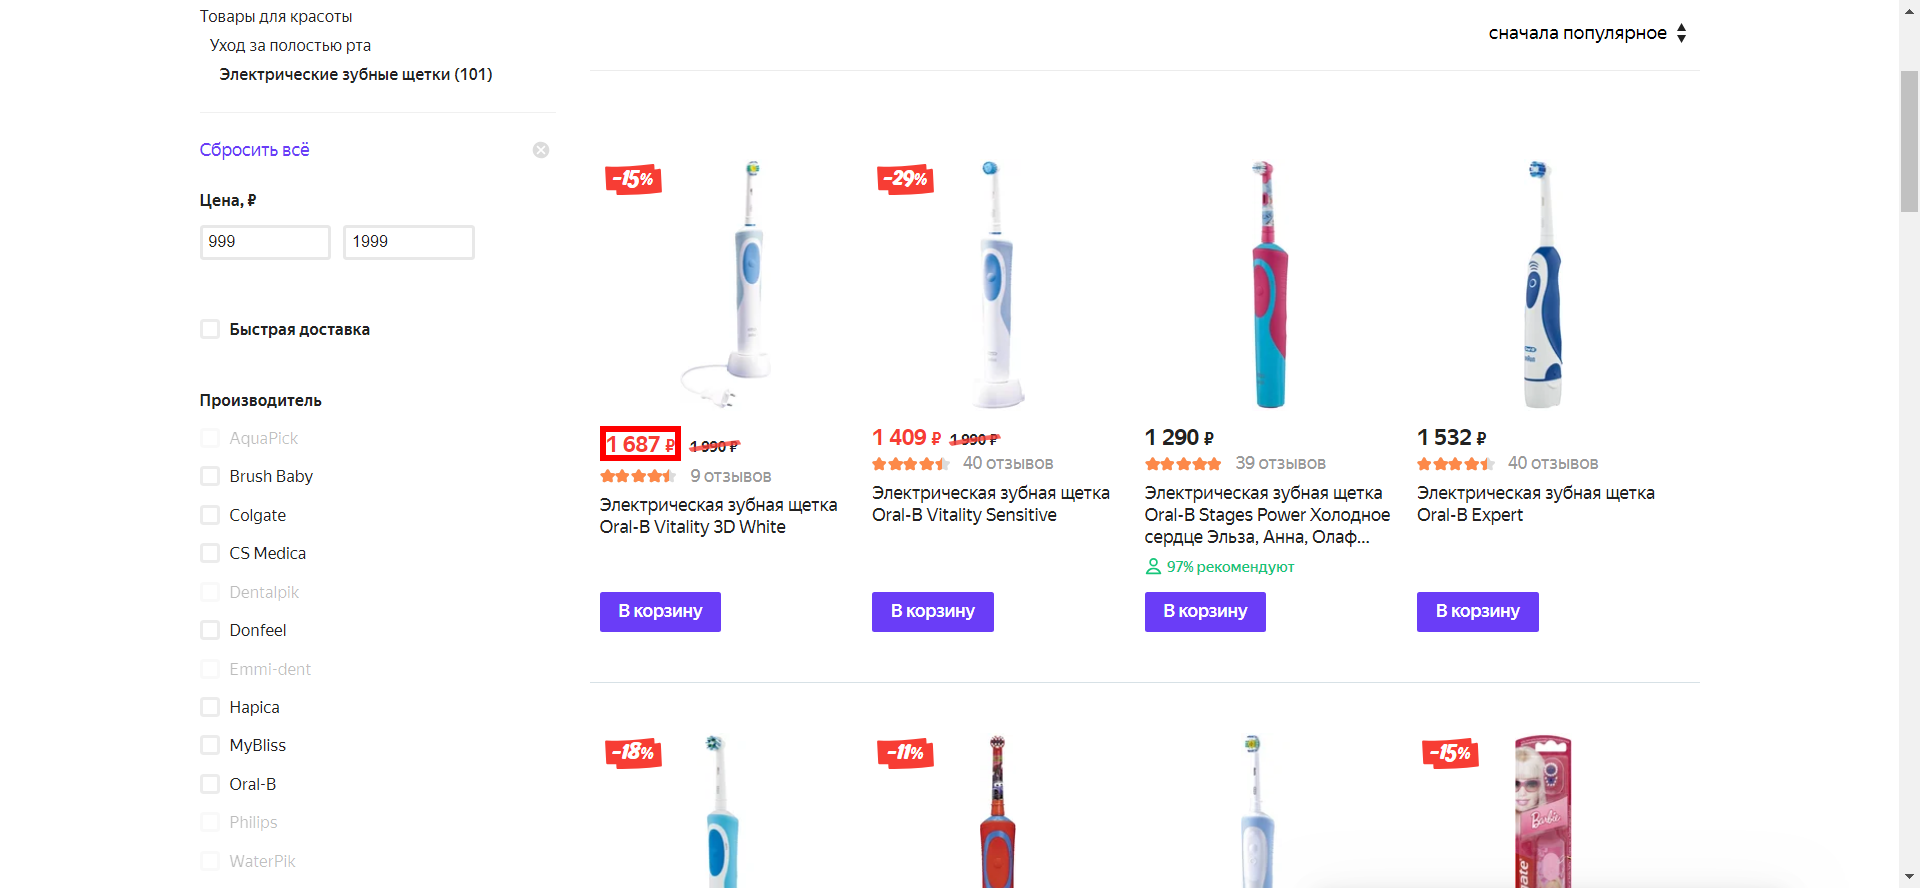 Товары для красоты
Уход за полостью рта
Электрические зубные щетки (101)
сначала популярное
Сбросить всё
Цена, ₽
999
1999
Быстрая доставка
Производитель
AquaPick
Brush Baby
Colgate
CS Medica
Dentalpik
Donfeel
Emmi-dent
Hapica
MyBliss
Oral-B
Philips
WaterPik
-15%
1 687 ₽ 1 990 ₽
9 отзывов
Электрическая зубная щетка
Oral-B Vitality 3D White
В корзину
-29%
1 409 ₽ 1 990 ₽
40 отзывов
Электрическая зубная щетка
Oral-B Vitality Sensitive
В корзину
1 290 ₽
39 отзывов
Электрическая зубная щетка
Oral-B Stages Power Холодное
сердце Эльза, Анна, Олаф...
97% рекомендуют
В корзину
1 532 ₽
40 отзывов
Электрическая зубная щетка
Oral-B Expert
В корзину
-18%
-11%
-15%
Barbie